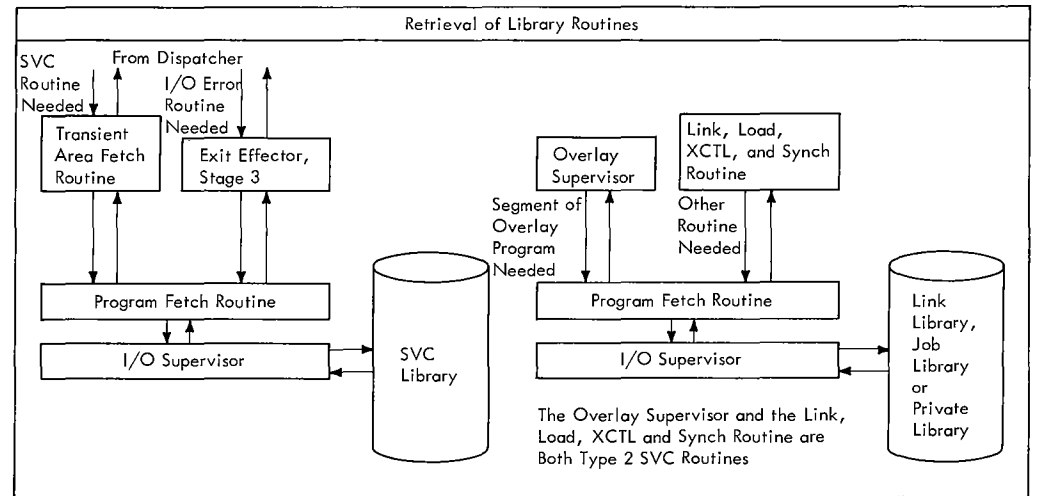 Retrieval of Library Routines
SVC
Routine
Needed
From Dispatcher
I/O Error
Routine
Needed
Transient
Area Fetch
Routine
Exit Effector,
Stage 3
Program Fetch Routine
I/O Supervisor
SVC
Library
Overlay
Supervisor
Link, Load,
XCTL, and Synch
Routine
Segment of
Overlay
Program
Needed
Other
Routine
Needed
Program Fetch Routine
I/O Supervisor
Link
Library,
Job
Library
or
Private
Library
The Overlay Supervisor and the Link,
Load, XCTL and Synch Routine are
Both Type 2 SVC Routines